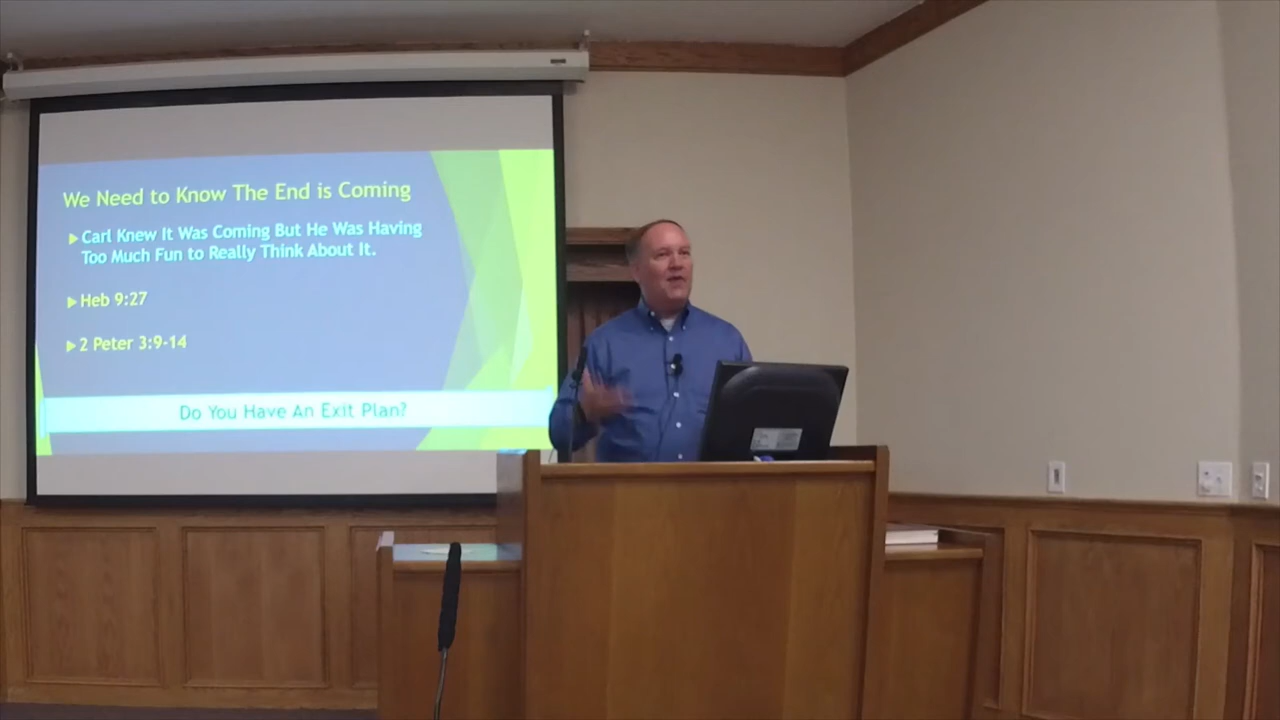 We Need to Know The End is Coming
Carl Knew It Was Coming But He Was Having
Too Much Fun to Really Think About It.
Heb 9:27
2 Peter 3:9-14
Do You Have An Exit Plan?